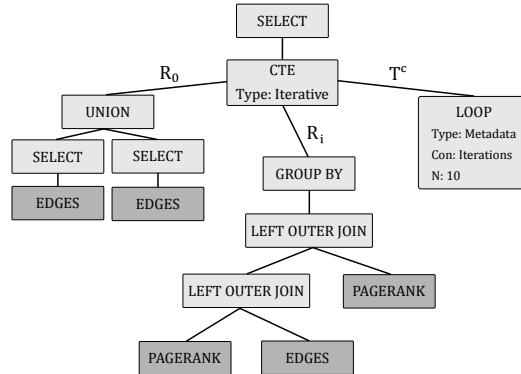 SELECT
R₀
CTE
Type: Iterative
Tᶜ
UNION
LOOP
Type: Metadata
Con: Iterations
N: 10
Rᵢ
SELECT SELECT
GROUP BY
EDGES EDGES
LEFT OUTER JOIN
LEFT OUTER JOIN PAGERANK
PAGERANK EDGES